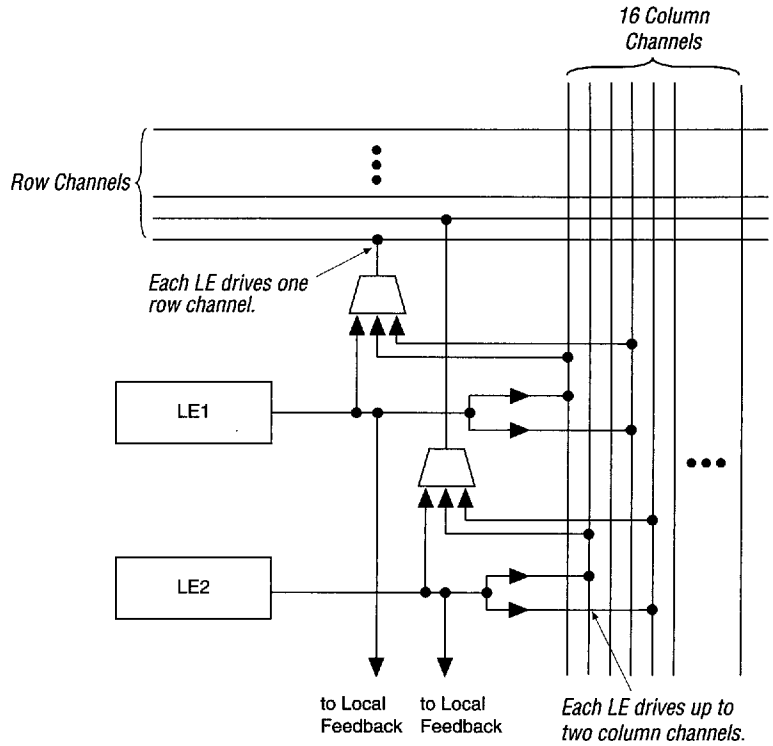 16 Column
Channels
Row Channels
Each LE drives one
row channel.
LE1
LE2
to Local
Feedback
to Local
Feedback
Each LE drives up to
two column channels.